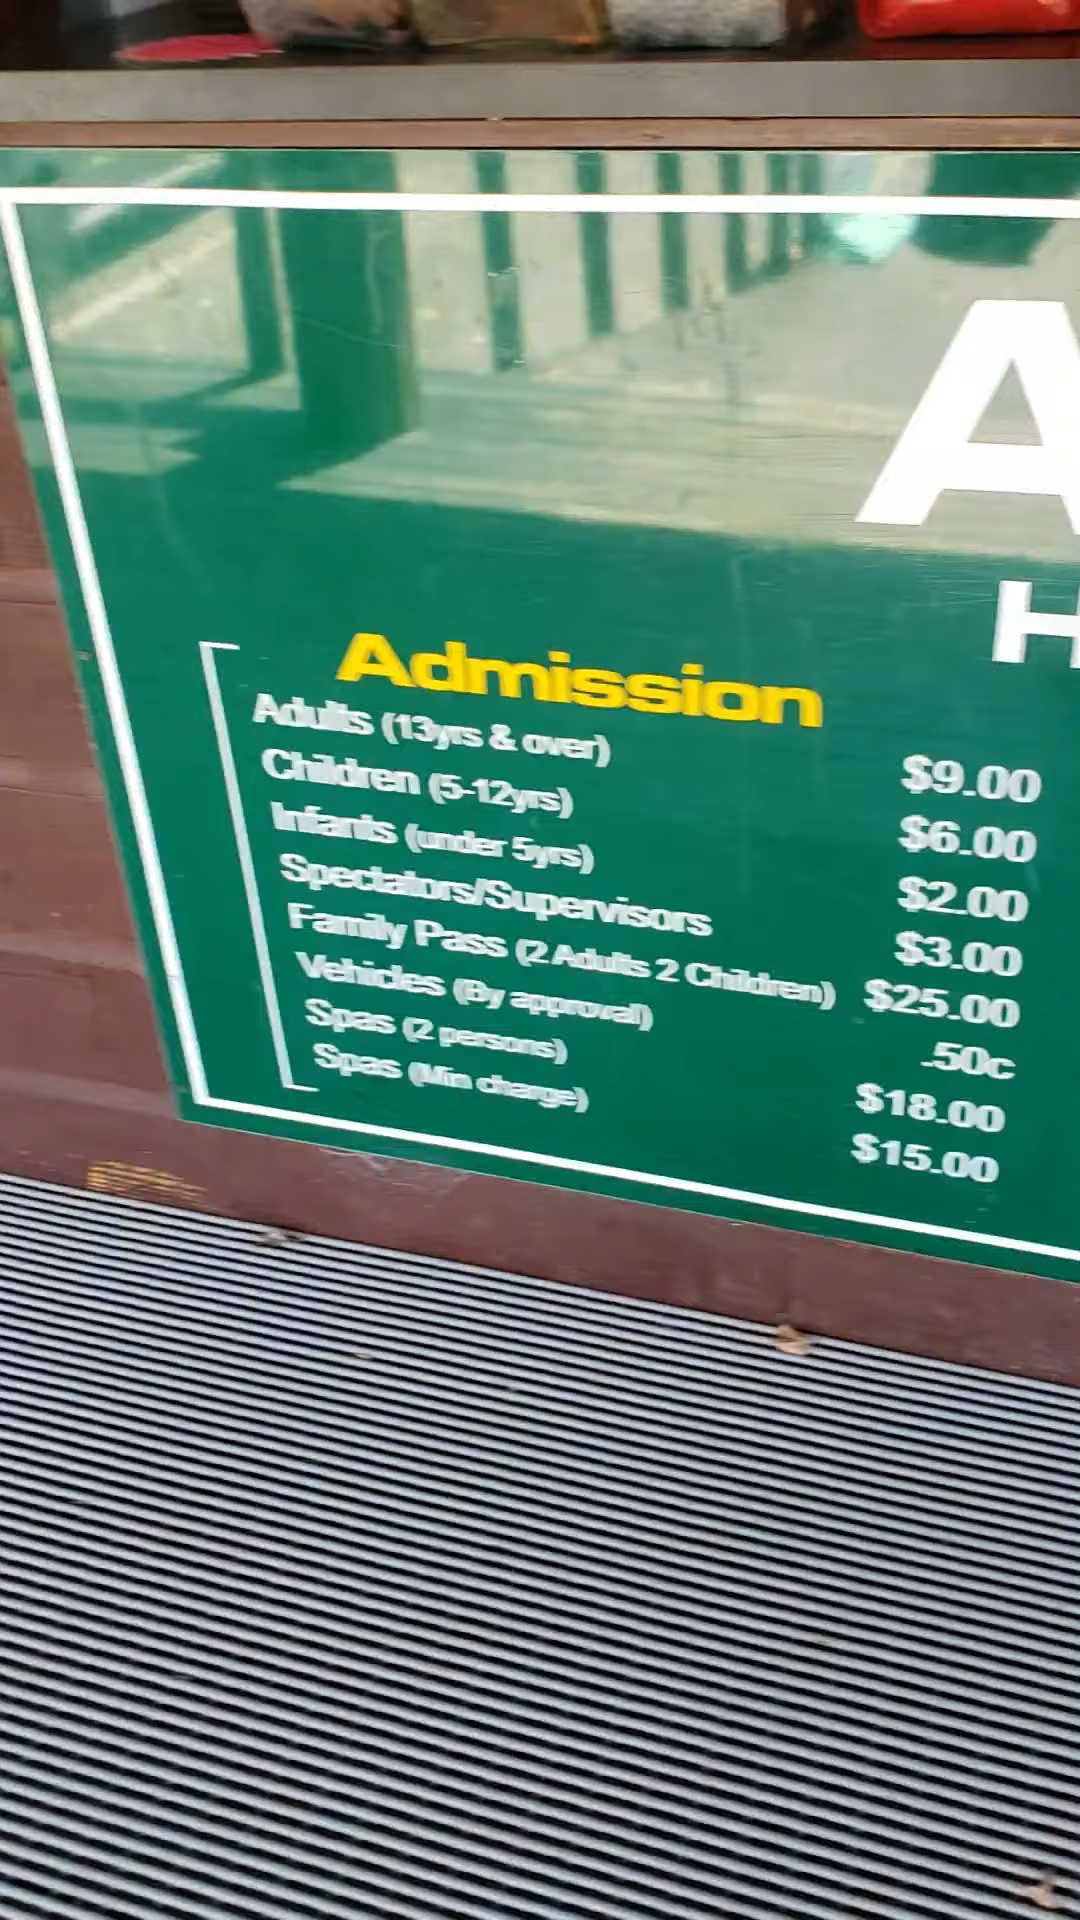 A
H
Admission
Adults (13yrs & over) $9.00
Children (5-12yrs) $6.00
Infants (under 5yrs) $2.00
Spectators/Supervisors $3.00
Family Pass (2 Adults 2 Children) $25.00
Vehicles (By approval) .50c
Spas (2 persons) $18.00
Spas (Min charge) $15.00